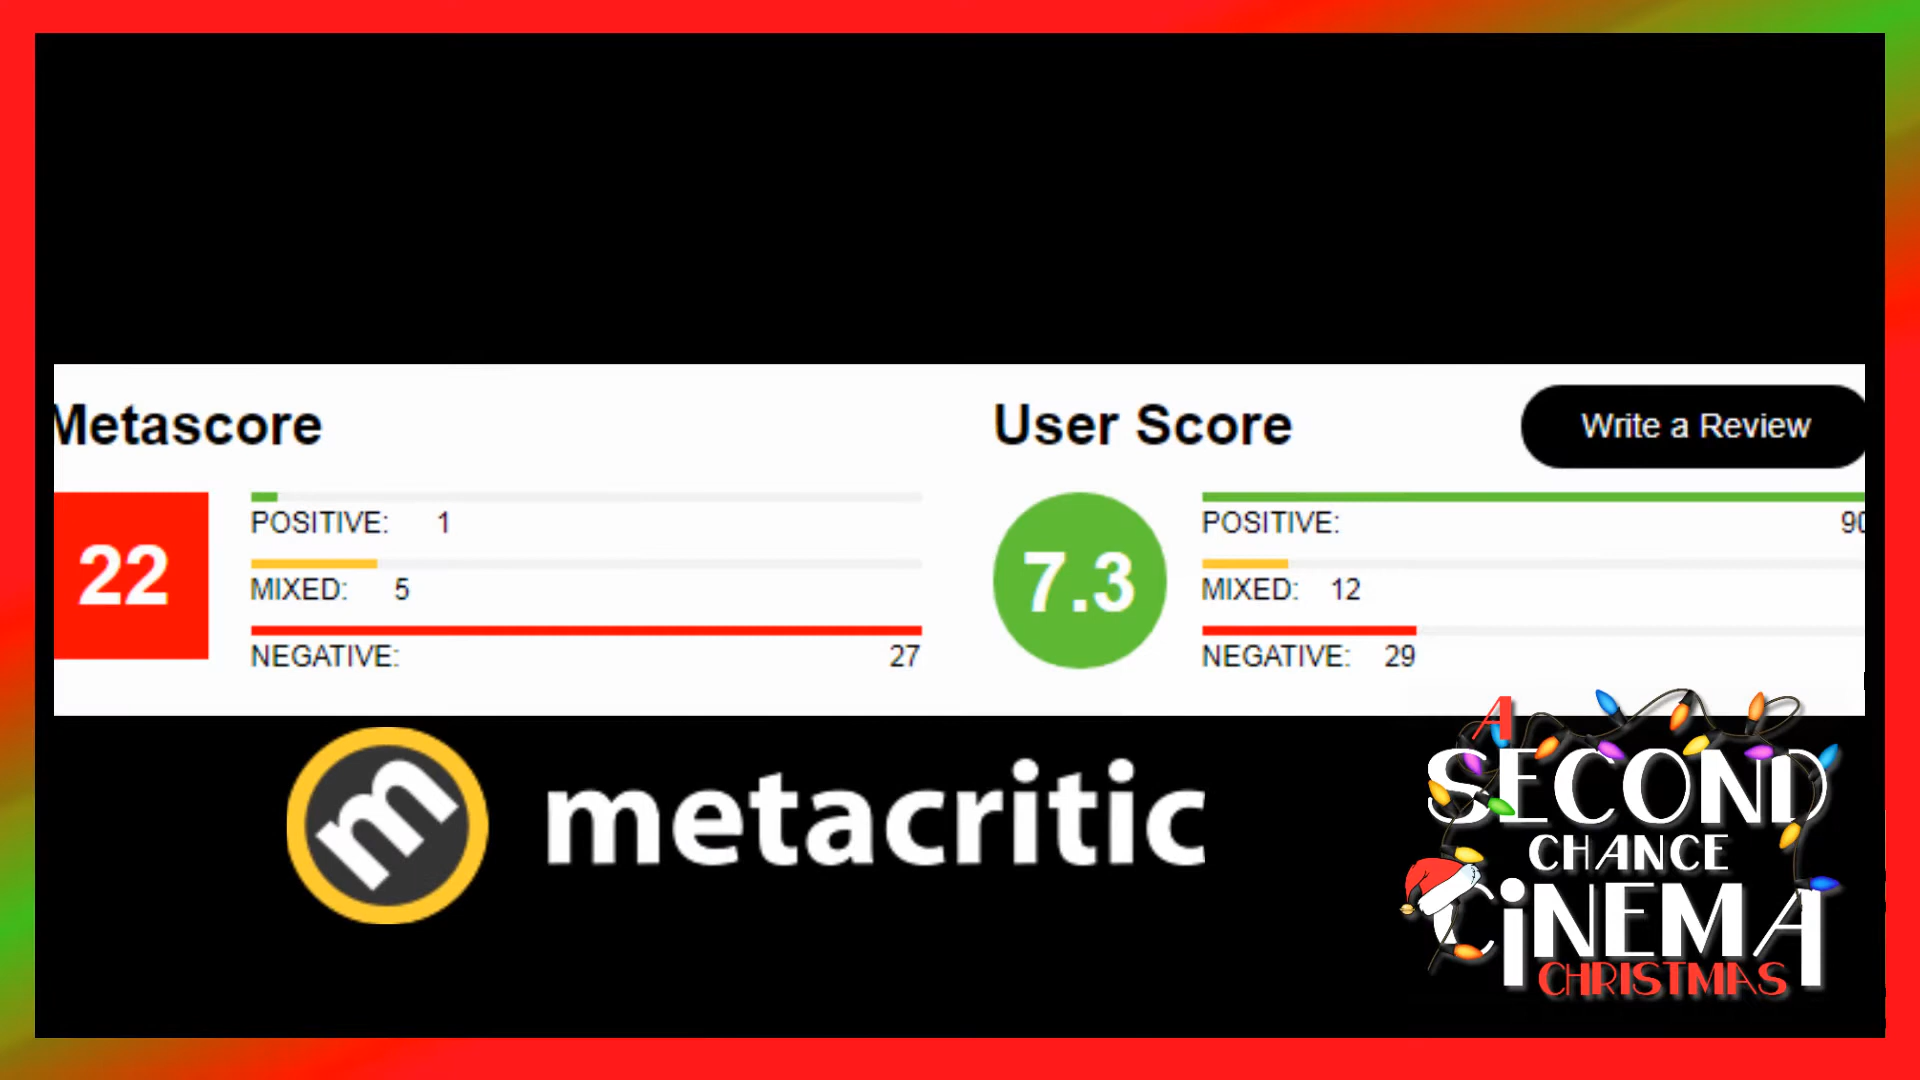 Metascore
User Score
Write a Review
22
POSITIVE: 1
MIXED: 5
NEGATIVE: 27
7.3
POSITIVE: 90
MIXED: 12
NEGATIVE: 29
m metacritic
A
SECOND
CHANCE
CiNEMA
CHRISTMAS